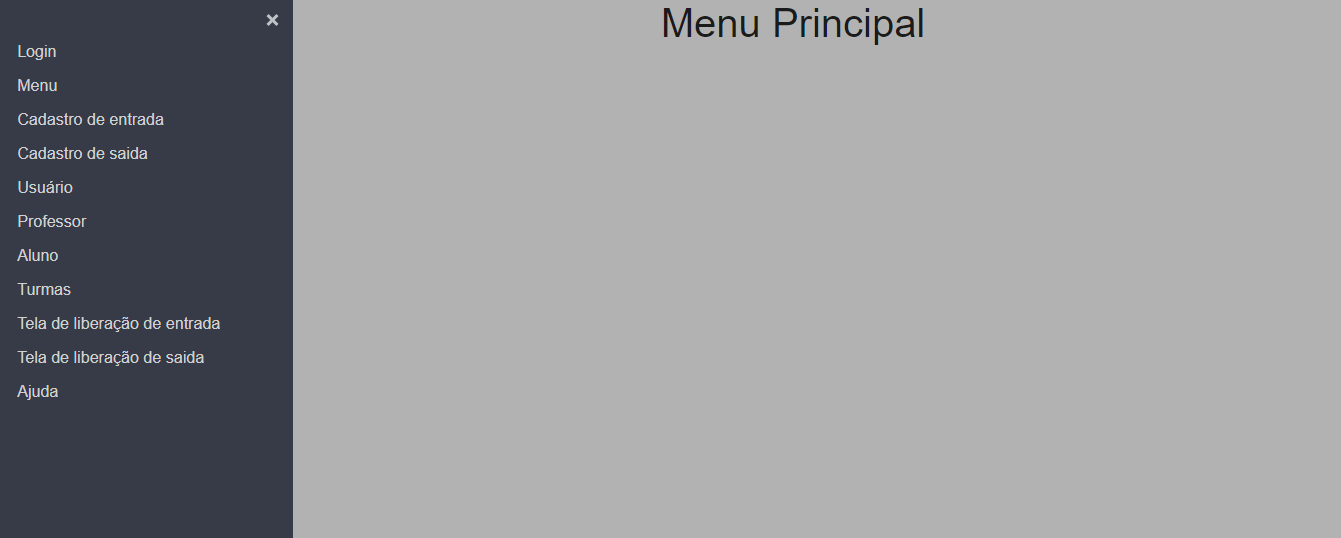 Menu Principal
Login
Menu
Cadastro de entrada
Cadastro de saida
Usuário
Professor
Aluno
Turmas
Tela de liberação de entrada
Tela de liberação de saida
Ajuda